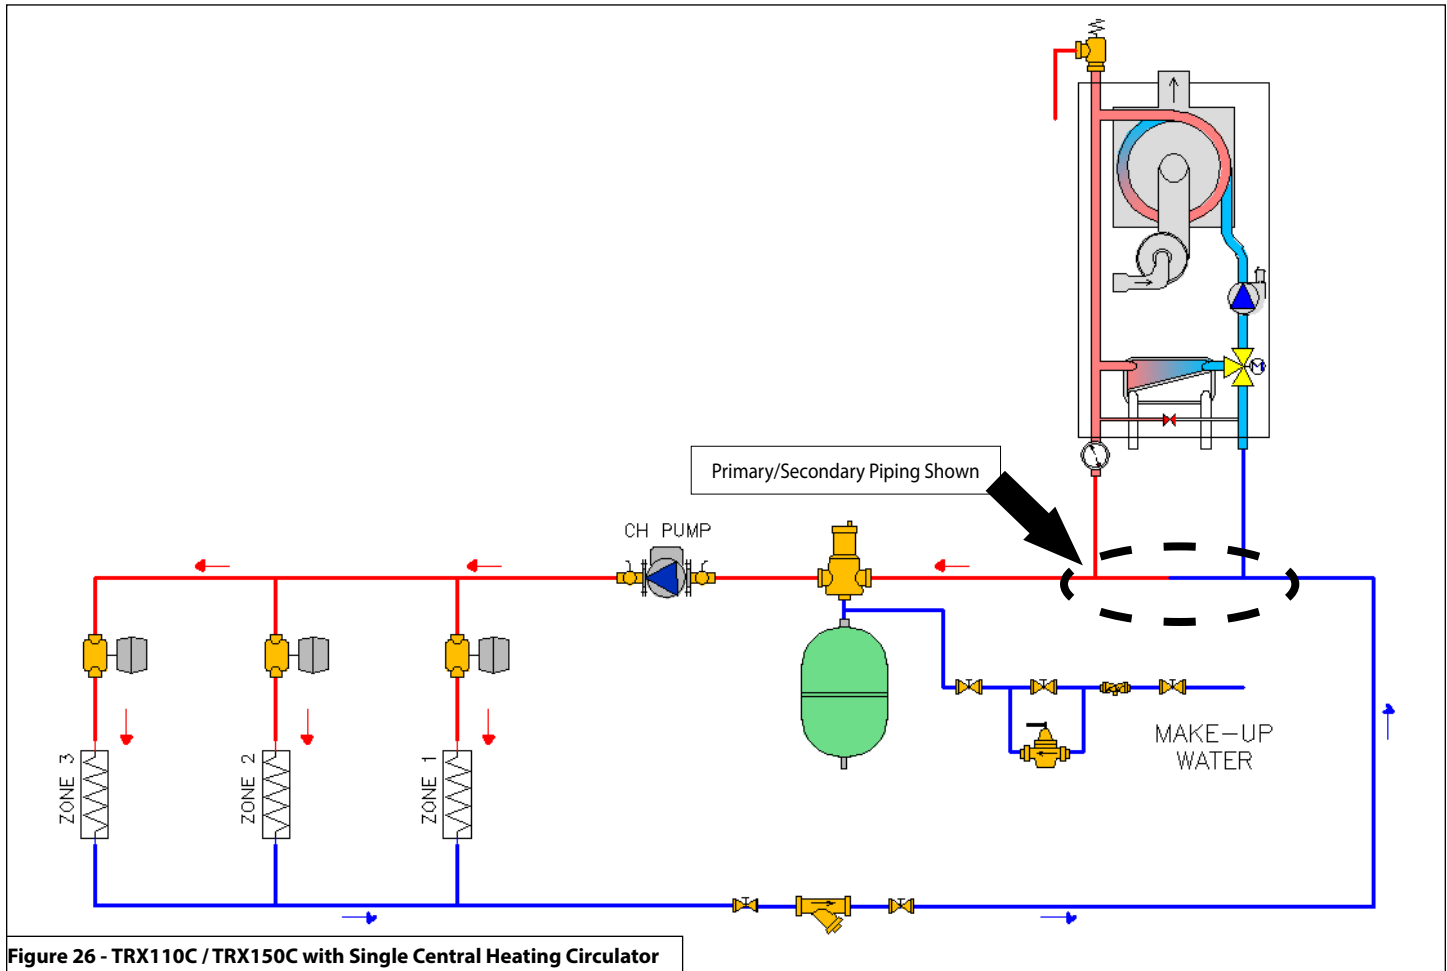 Primary/Secondary Piping Shown
CH PUMP
M
MAKE-UP
WATER
ZONE 3
ZONE 2
ZONE 1
Figure 26 - TRX110C / TRX150C with Single Central Heating Circulator